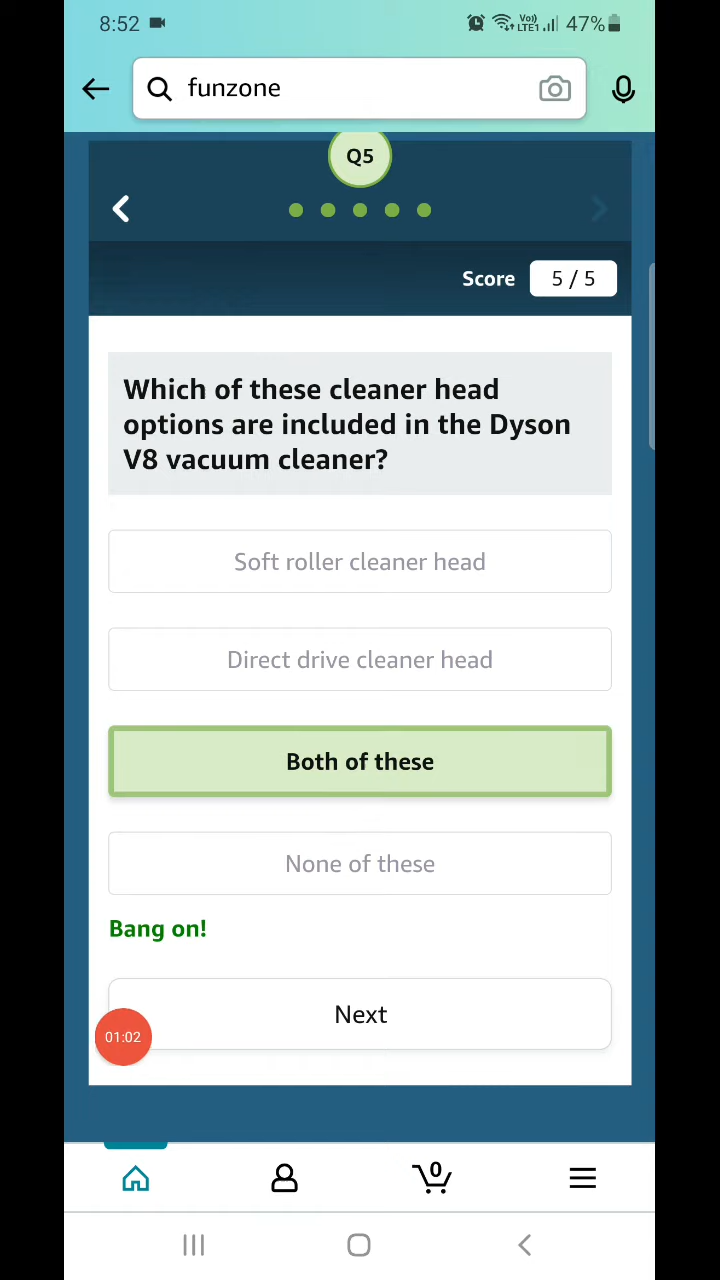 8:52 Vo)) LTE1 47%
funzone
Q5
Score 5 / 5
Which of these cleaner head
options are included in the Dyson
V8 vacuum cleaner?
Soft roller cleaner head
Direct drive cleaner head
Both of these
None of these
Bang on!
Next
01:02
0